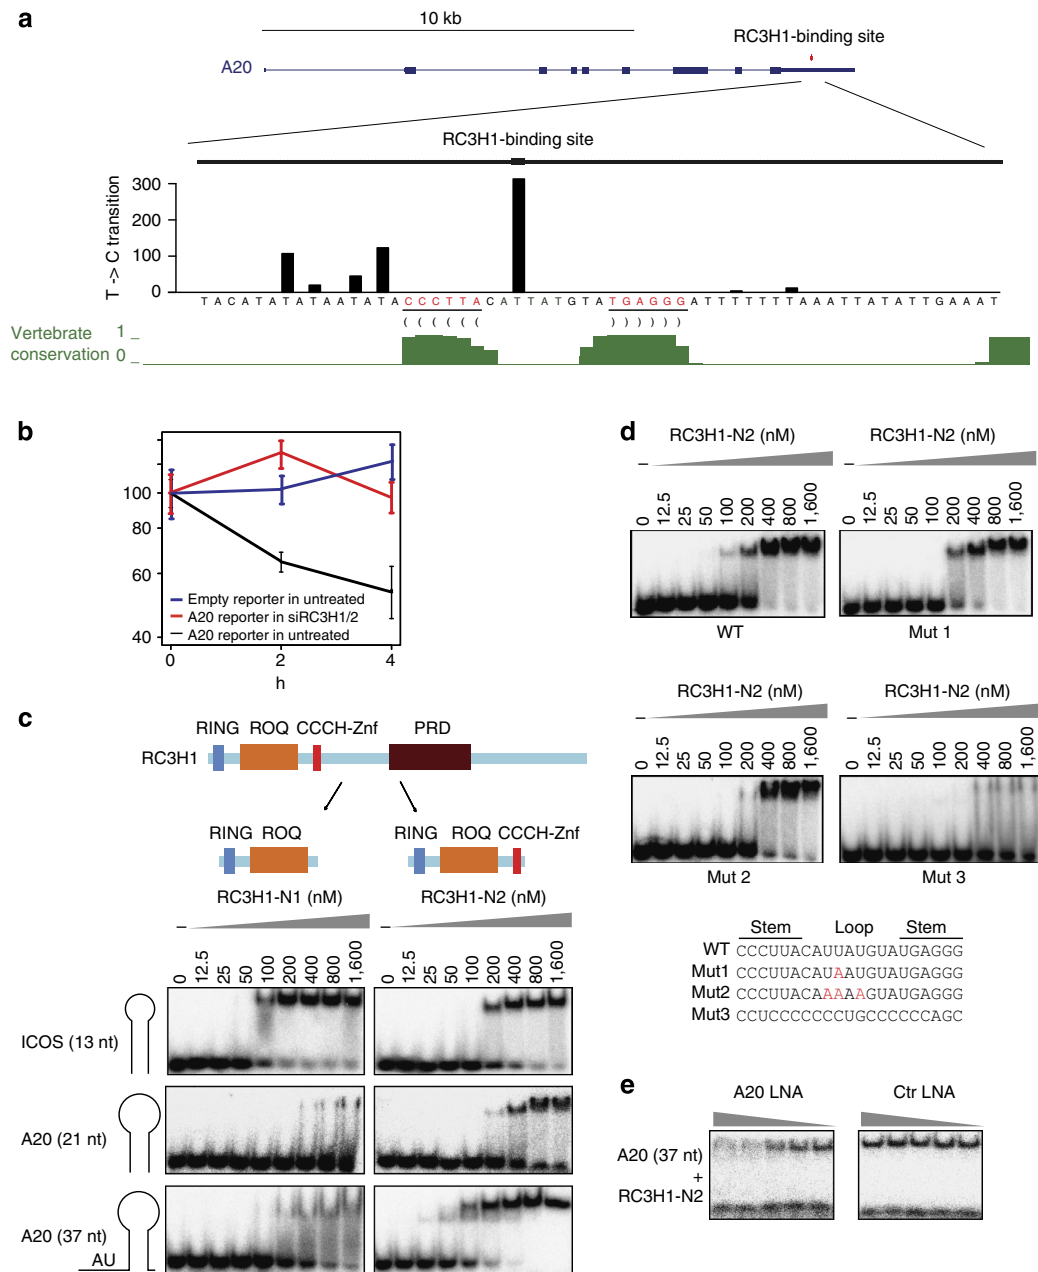 a
10 kb
RC3H1-binding site
A20
RC3H1-binding site
T -> C transition
300
200
100
0
TACATATATAATATACCCTTACATTATGTATGAGGGATTTTTTTAAATTATATTGAAAT
( ( ( ( ( ( ) ) ) ) ) )
Vertebrate conservation
1
0
b
100
80
60
40
Empty reporter in untreated
A20 reporter in siRC3H1/2
A20 reporter in untreated
0 2 4
h
c
RING ROQ CCCH-Znf PRD
RC3H1
RING ROQ
RING ROQ CCCH-Znf
RC3H1-N1 (nM)
RC3H1-N2 (nM)
– –
0 12.5 25 50 100 200 400 800 1,600
0 12.5 25 50 100 200 400 800 1,600
ICOS (13 nt)
A20 (21 nt)
A20 (37 nt)
AU
d
RC3H1-N2 (nM)
RC3H1-N2 (nM)
– –
0 12.5 25 50 100 200 400 800 1,600
0 12.5 25 50 100 200 400 800 1,600
WT
Mut 1
RC3H1-N2 (nM)
RC3H1-N2 (nM)
– –
0 12.5 25 50 100 200 400 800 1,600
0 12.5 25 50 100 200 400 800 1,600
Mut 2
Mut 3
Stem Loop Stem
WT CCCUUACAUUAUGUAUGAGGG
Mut1 CCCUUACAUAAUGUAUGAGGG
Mut2 CCCUUACAAAAAGUAUGAGGG
Mut3 CCUCCCCCCCUGCCCCCCAGC
e
A20 LNA
Ctr LNA
A20 (37 nt)
+
RC3H1-N2